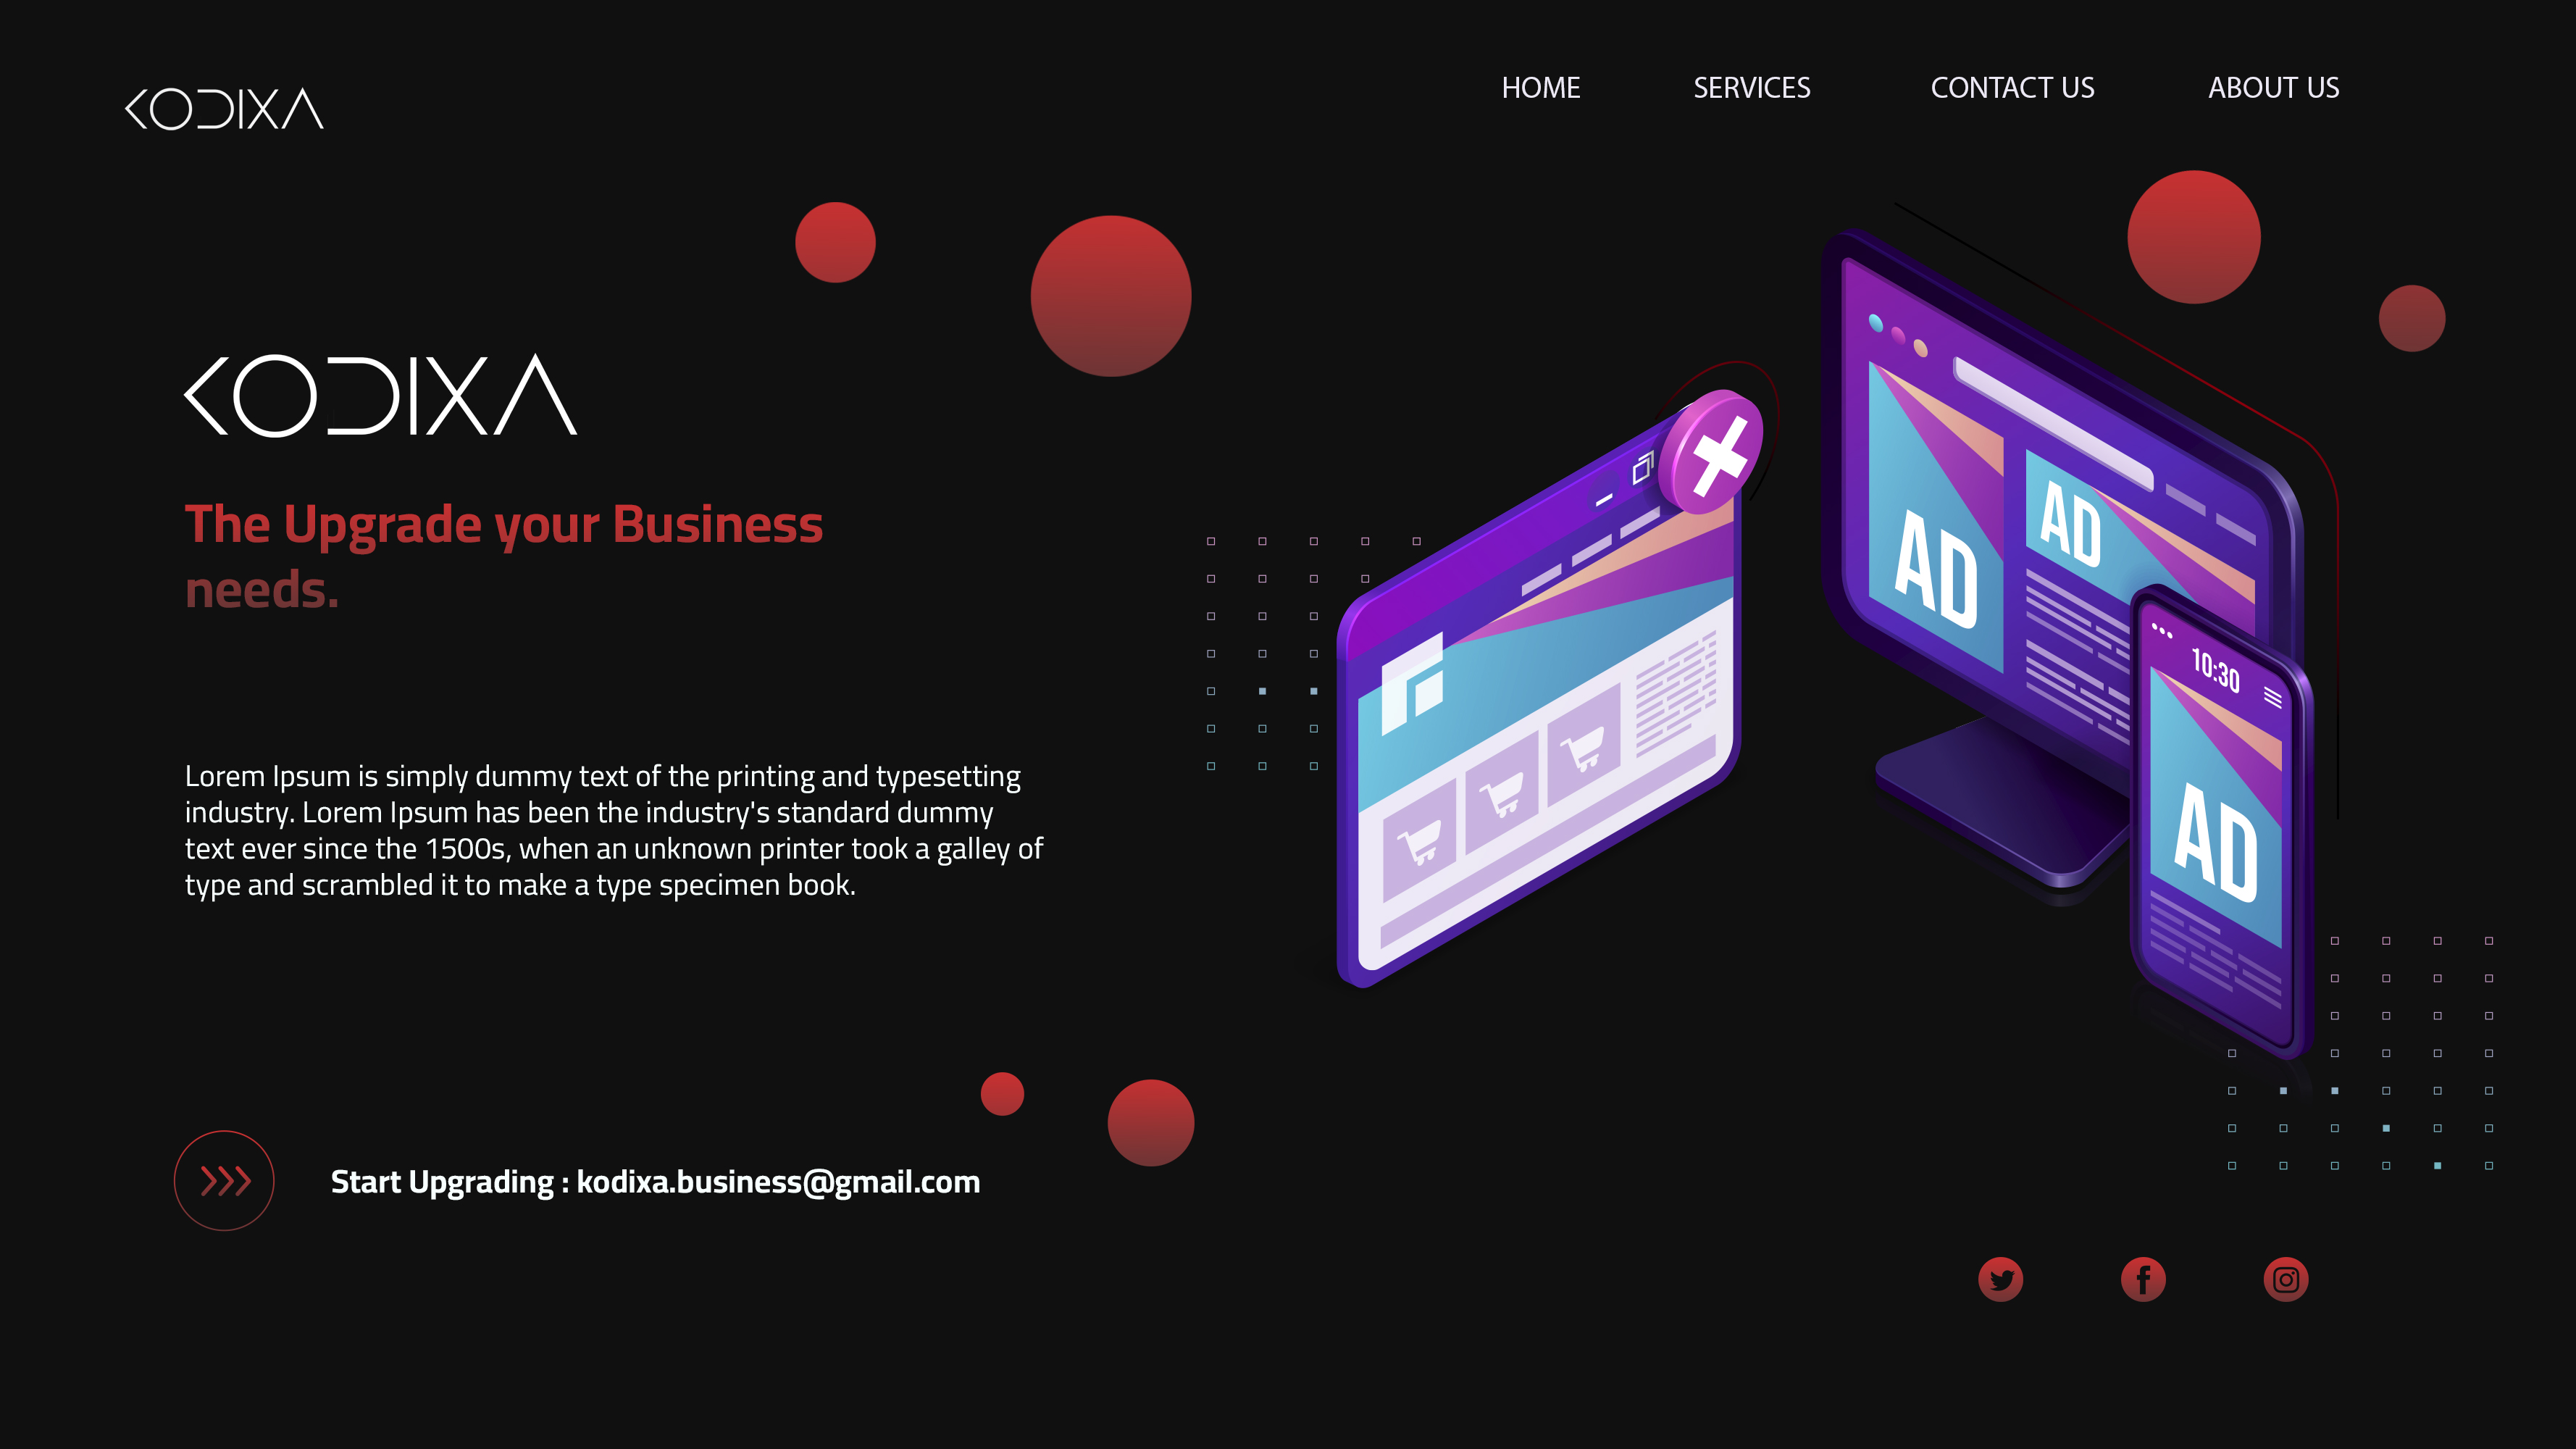 KODIXA
HOME
SERVICES
CONTACT US
ABOUT US
KODIXA
The Upgrade your Business
needs.
Lorem Ipsum is simply dummy text of the printing and typesetting
industry. Lorem Ipsum has been the industry's standard dummy
text ever since the 1500s, when an unknown printer took a galley of
type and scrambled it to make a type specimen book.
AD
AD
10:30
AD
Start Upgrading : kodixa.business@gmail.com